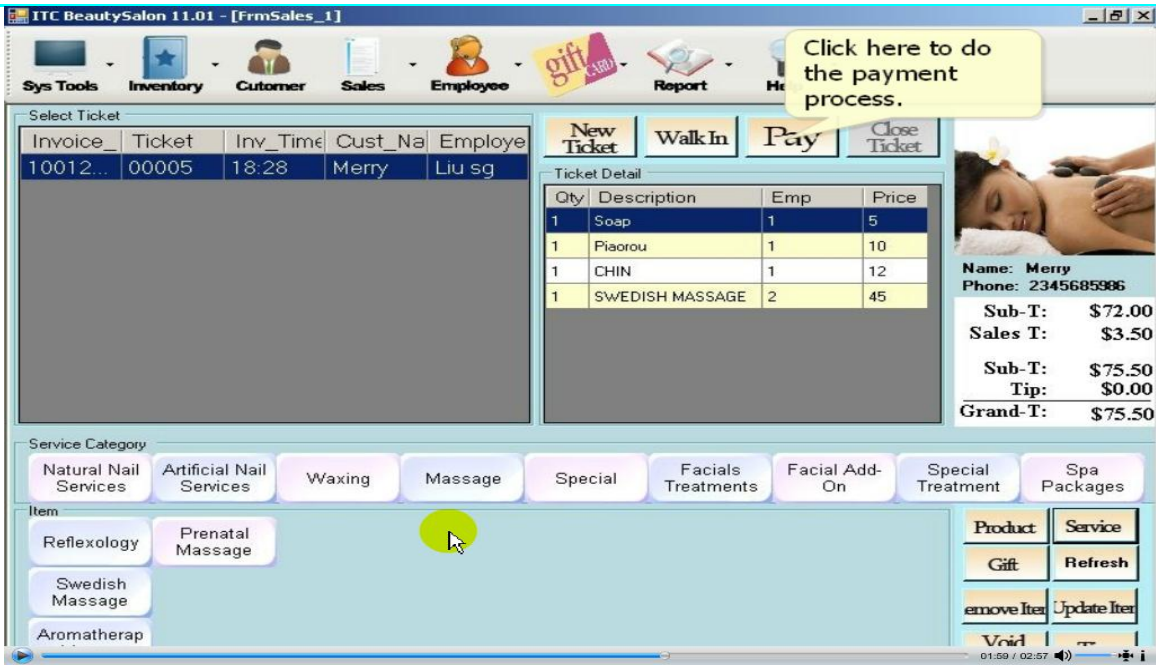 ITC BeautySalon 11.01 - [FrmSales_1]
Sys Tools Inventory Cutomer Sales Employee gift CARD Report
Click here to do
the payment
process.
Select Ticket
Invoice_ Ticket Inv_Time Cust_Na Employe
10012... 00005 18:28 Merry Liu sg
New
Ticket
Walk In
Pay
Close
Ticket
Ticket Detail
Qty Description Emp Price
1 Soap 1 5
1 Piaorou 1 10
1 CHIN 1 12
1 SWEDISH MASSAGE 2 45
Name: Merry
Phone: 2345685986
Sub-T: $72.00
Sales T: $3.50
Sub-T: $75.50
Tip: $0.00
Grand-T: $75.50
Service Category
Natural Nail
Services
Artificial Nail
Services
Waxing
Massage
Special
Facials
Treatments
Facial Add-
On
Special
Treatment
Spa
Packages
Item
Reflexology
Prenatal
Massage
Swedish
Massage
Aromatherap
Product Service
Gift Refresh
emove Iter Update Iter
Void
01:59 / 02:57